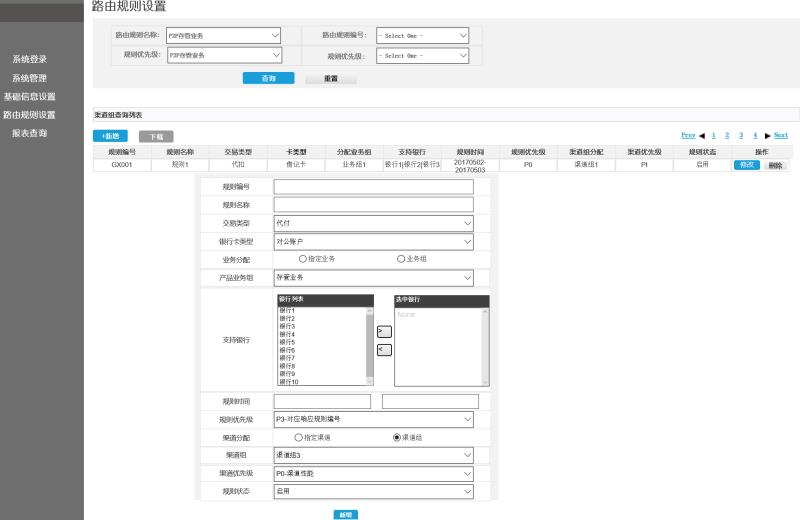 路由规则设置
系统登录
系统管理
基础信息设置
路由规则设置
报表查询
路由规则名称: P2P存管业务 路由规则编号: - Select One -
规则优先级: P2P存管业务 规则优先级: - Select One -
查询 重置
渠道组查询列表
+新增 下载 Prev ◀ 1 2 3 4 ▶ Next
规则编号 规则名称 交易类型 卡类型 分配业务组 支持银行 规则时间 规则优先级 渠道组分配 渠道优先级 规则状态 操作
GX001 规则1 代扣 借记卡 业务组1 银行1|银行2|银行3 20170502-20170503 P0 渠道组1 PI 启用 修改 删除
规则编号
规则名称
交易类型 代付
银行卡类型 对公账户
业务分配 指定业务 业务组
产品业务组 存管业务
支持银行
银行列表
银行1
银行2
银行3
银行4
银行5
银行6
银行7
银行8
银行9
银行10
>
<
选中银行
None
规则时间
规则优先级 P3-对应响应规则编号
渠道分配 指定渠道 渠道组
渠道组 渠道组3
渠道优先级 P0-渠道性能
规则状态 启用
新增